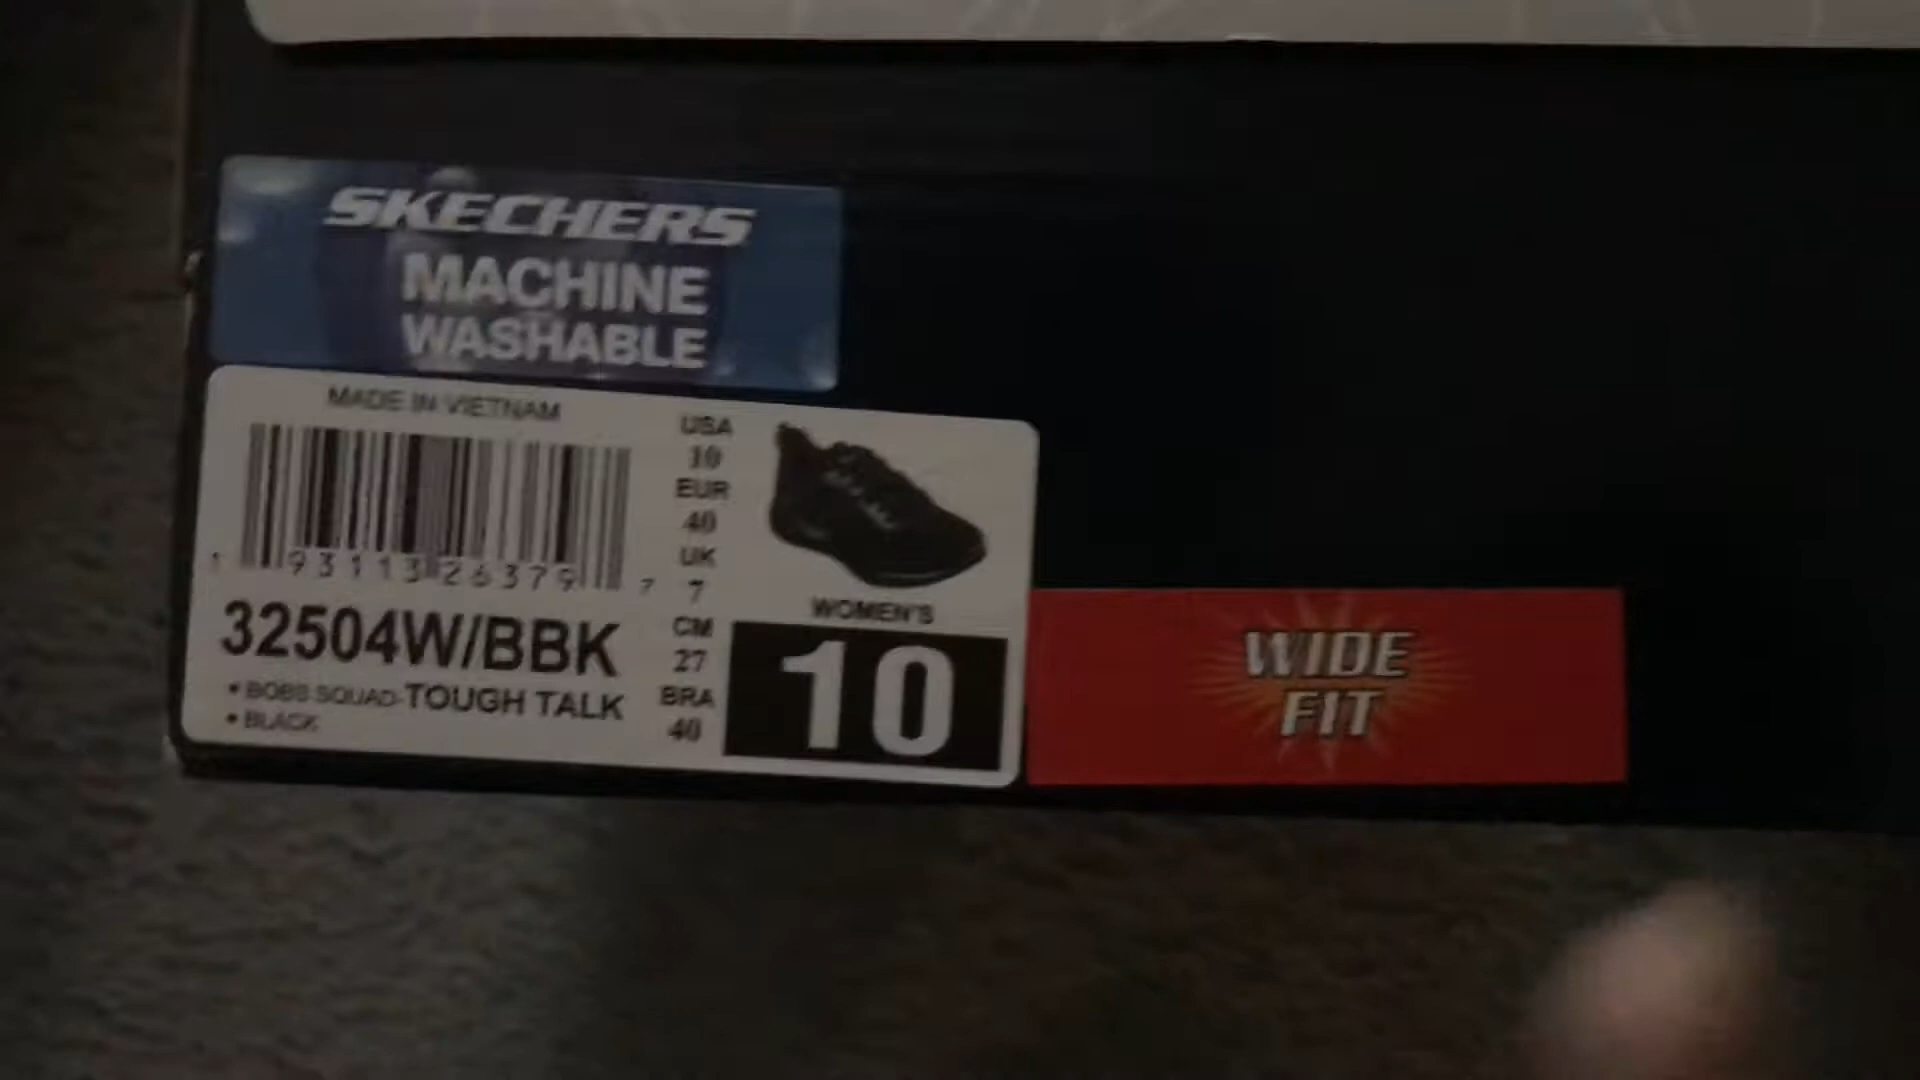 SKECHERS
MACHINE
WASHABLE
MADE IN VIETNAM
1 93113 26379 7
32504W/BBK
• BOBS SQUAD-TOUGH TALK
• BLACK
USA
10
EUR
40
UK
7
CM
27
BRA
40
WOMEN'S
10
WIDE
FIT